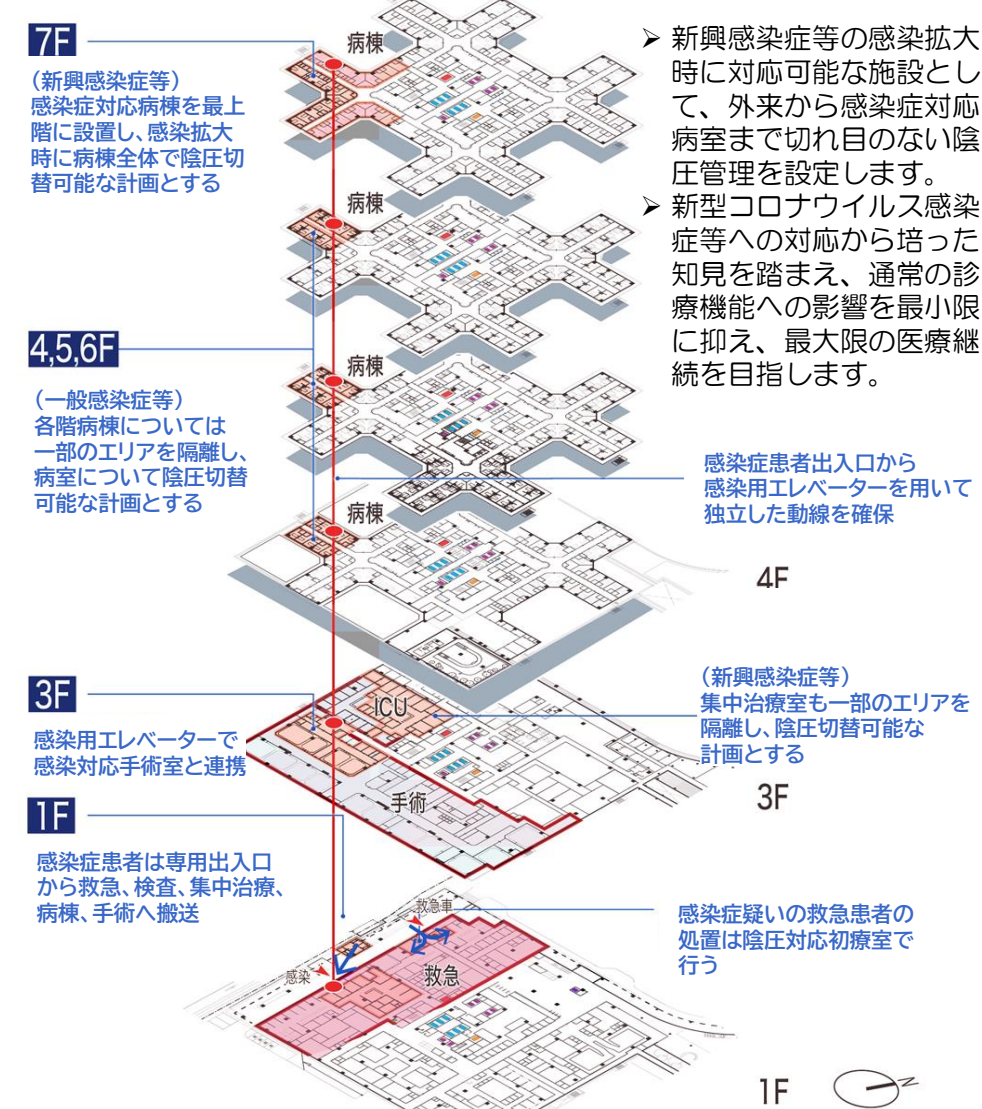 7F
（新興感染症等）
感染症対応病棟を最上
階に設置し、感染拡大
時に病棟全体で陰圧切
替可能な計画とする
病棟
➢ 新興感染症等の感染拡大
時に対応可能な施設とし
て、外来から感染症対応
病室まで切れ目のない陰
圧管理を設定します。
➢ 新型コロナウイルス感染
症等への対応から培った
知見を踏まえ、通常の診
療機能への影響を最小限
に抑え、最大限の医療継
続を目指します。
病棟
4,5,6F
（一般感染症等）
各階病棟については
一部のエリアを隔離し、
病室について陰圧切替
可能な計画とする
病棟
感染症患者出入口から
感染用エレベーターを用いて
独立した動線を確保
病棟
4F
3F
感染用エレベーターで
感染対応手術室と連携
ICU
手術
（新興感染症等）
集中治療室も一部のエリアを
隔離し、陰圧切替可能な
計画とする
3F
1F
感染症患者は専用出入口
から救急、検査、集中治療、
病棟、手術へ搬送
救急車
感染
救急
感染症疑いの救急患者の
処置は陰圧対応初療室で
行う
1F
N